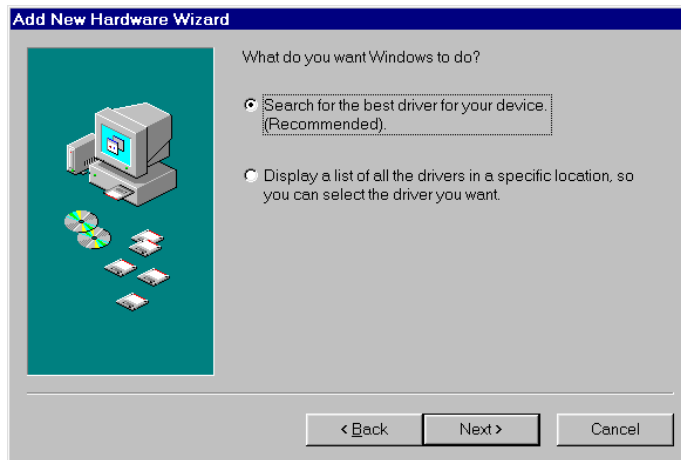 Add New Hardware Wizard
What do you want Windows to do?
Search for the best driver for your device.
(Recommended).
Display a list of all the drivers in a specific location, so
you can select the driver you want.
< Back
Next >
Cancel